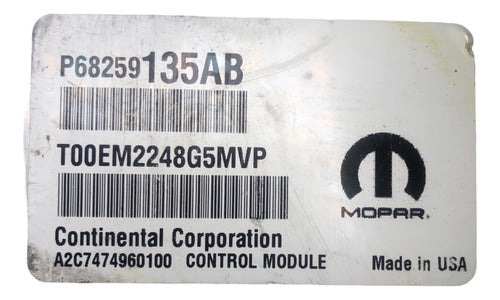 P68259135AB
T00EM2248G5MVP
MOPAR
Continental Corporation
A2C7474960100 CONTROL MODULE Made in USA